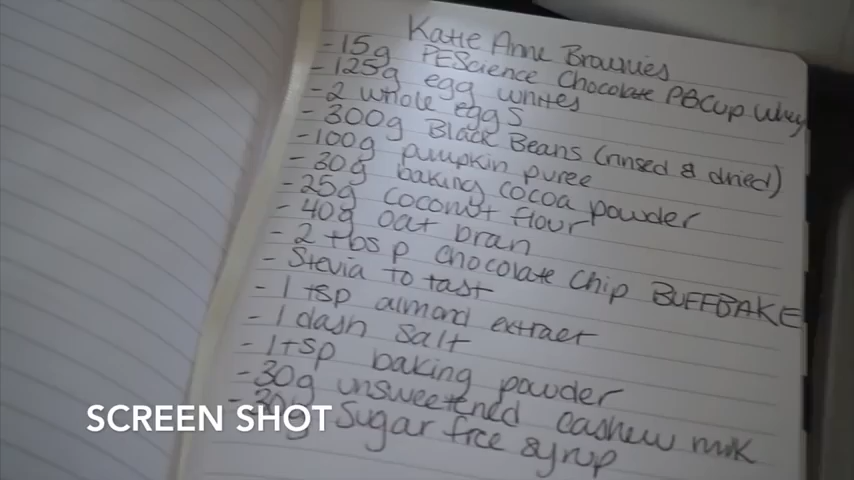 Katie Anne Brownies
- 15g PEScience Chocolate PBCup Whey
- 125g egg whites
- 2 whole eggs
- 300g Black Beans (rinsed & dried)
- 100g pumpkin puree
- 30g baking cocoa powder
- 25g coconut flour
- 40g oat bran
- 2 tbsp chocolate chip BUFFBAKE
- Stevia to tast
- 1 tsp almond extract
- 1 dash salt
- 1 tsp baking powder
- 30g unsweetened cashew milk
- 30g Sugar free syrup
SCREEN SHOT